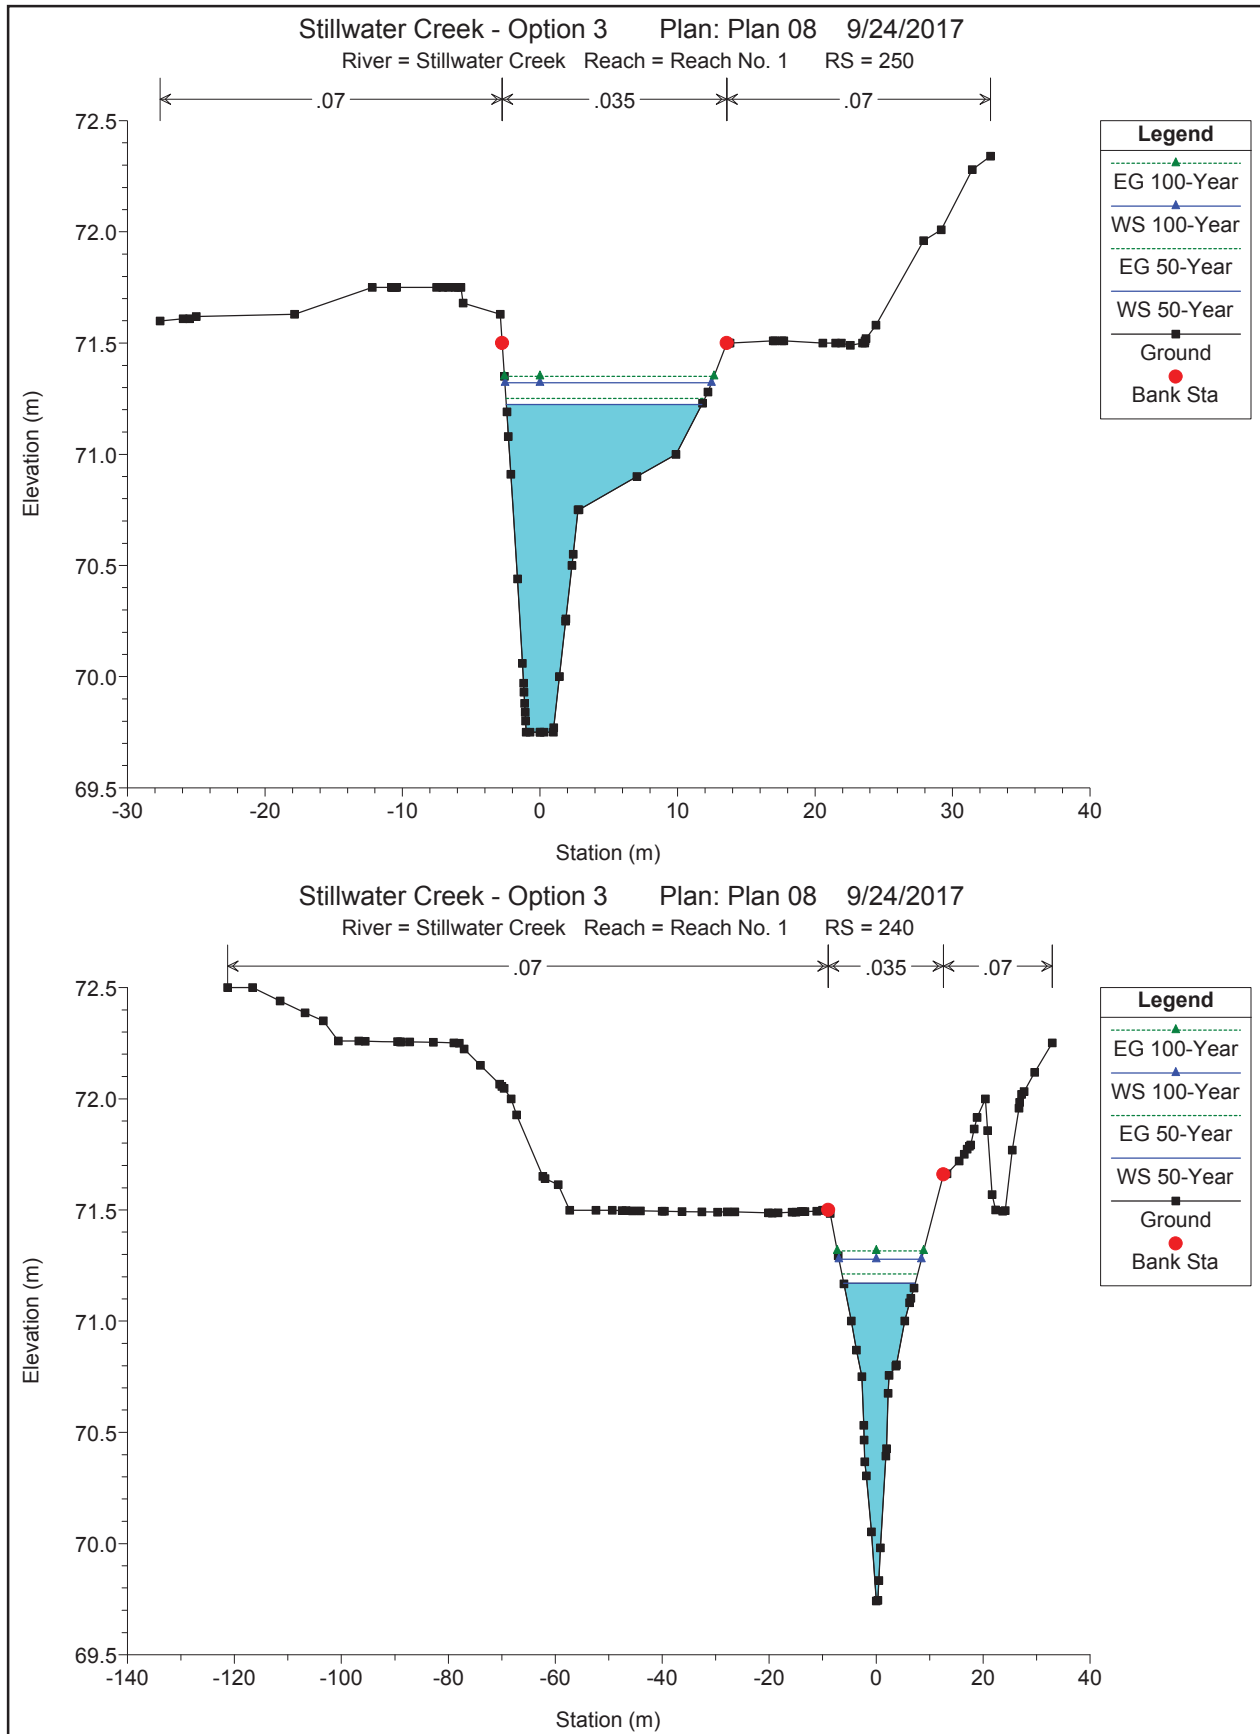 Stillwater Creek - Option 3 Plan: Plan 08 9/24/2017
River = Stillwater Creek Reach = Reach No. 1 RS = 250
.07 .035 .07
72.5
72.0
71.5
71.0
70.5
70.0
69.5
Elevation (m)
-30 -20 -10 0 10 20 30 40
Station (m)
Legend
EG 100-Year
WS 100-Year
EG 50-Year
WS 50-Year
Ground
Bank Sta
Stillwater Creek - Option 3 Plan: Plan 08 9/24/2017
River = Stillwater Creek Reach = Reach No. 1 RS = 240
.07 .035 .07
72.5
72.0
71.5
71.0
70.5
70.0
69.5
Elevation (m)
-140 -120 -100 -80 -60 -40 -20 0 20 40
Station (m)
Legend
EG 100-Year
WS 100-Year
EG 50-Year
WS 50-Year
Ground
Bank Sta